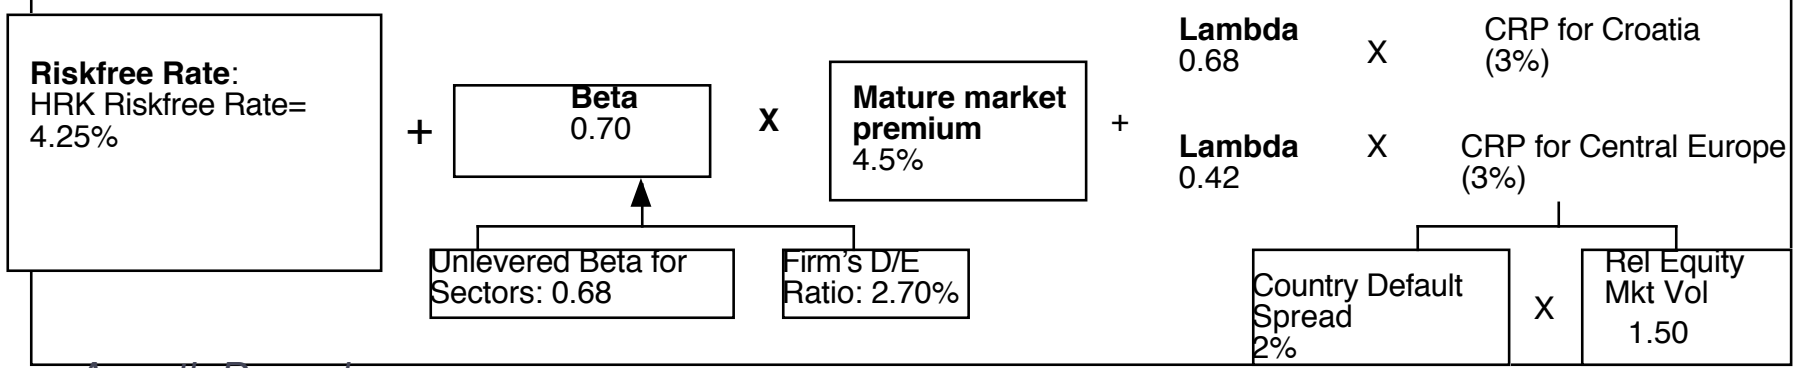 Riskfree Rate:
HRK Riskfree Rate=
4.25%
+
Beta
0.70
X
Mature market
premium
4.5%
+
Lambda
0.68
X
CRP for Croatia
(3%)
Lambda
0.42
X
CRP for Central Europe
(3%)
Unlevered Beta for
Sectors: 0.68
Firm's D/E
Ratio: 2.70%
Country Default
Spread
2%
X
Rel Equity
Mkt Vol
1.50